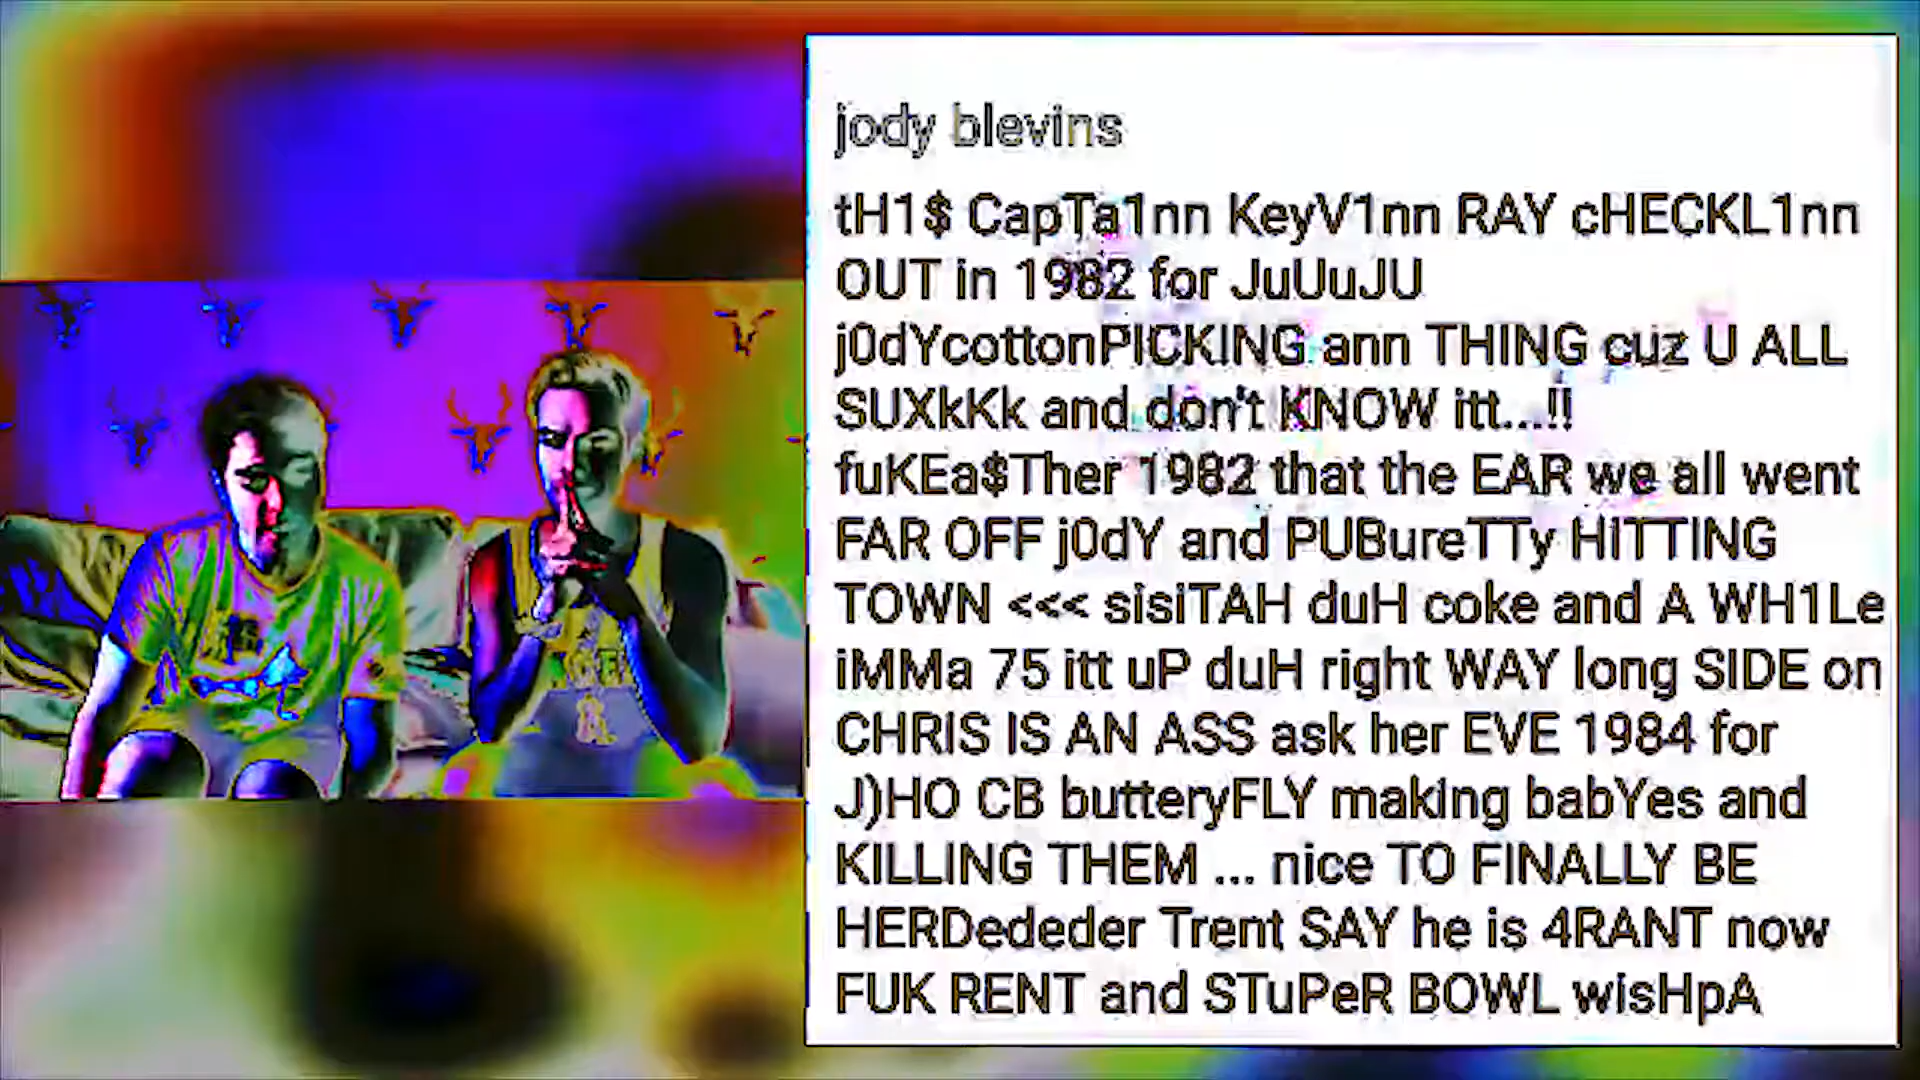 jody blevins
tH1$ CapTa1nn KeyV1nn RAY cHECKL1nn
OUT in 1982 for JuUuJU
j0dYcottonPICKING ann THING cuz U ALL
SUXkKk and don't KNOW itt...!!
fuKEa$Ther 1982 that the EAR we all went
FAR OFF j0dY and PUBureTTy HITTING
TOWN <<< sisiTAH duH coke and A WH1Le
iMMa 75 itt uP duH right WAY long SIDE on
CHRIS IS AN ASS ask her EVE 1984 for
J)HO CB butteryFLY making babYes and
KILLING THEM ... nice TO FINALLY BE
HERDededer Trent SAY he is 4RANT now
FUK RENT and STuPeR BOWL wisHpA